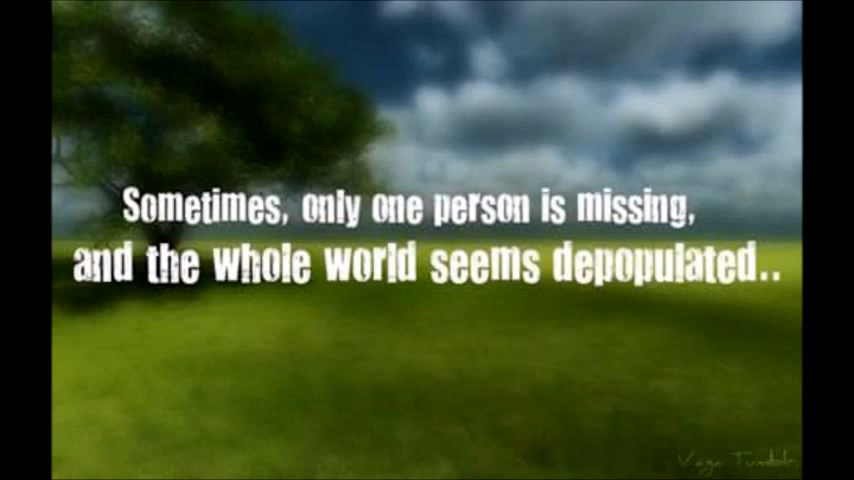 Sometimes, only one person is missing,
and the whole world seems depopulated..